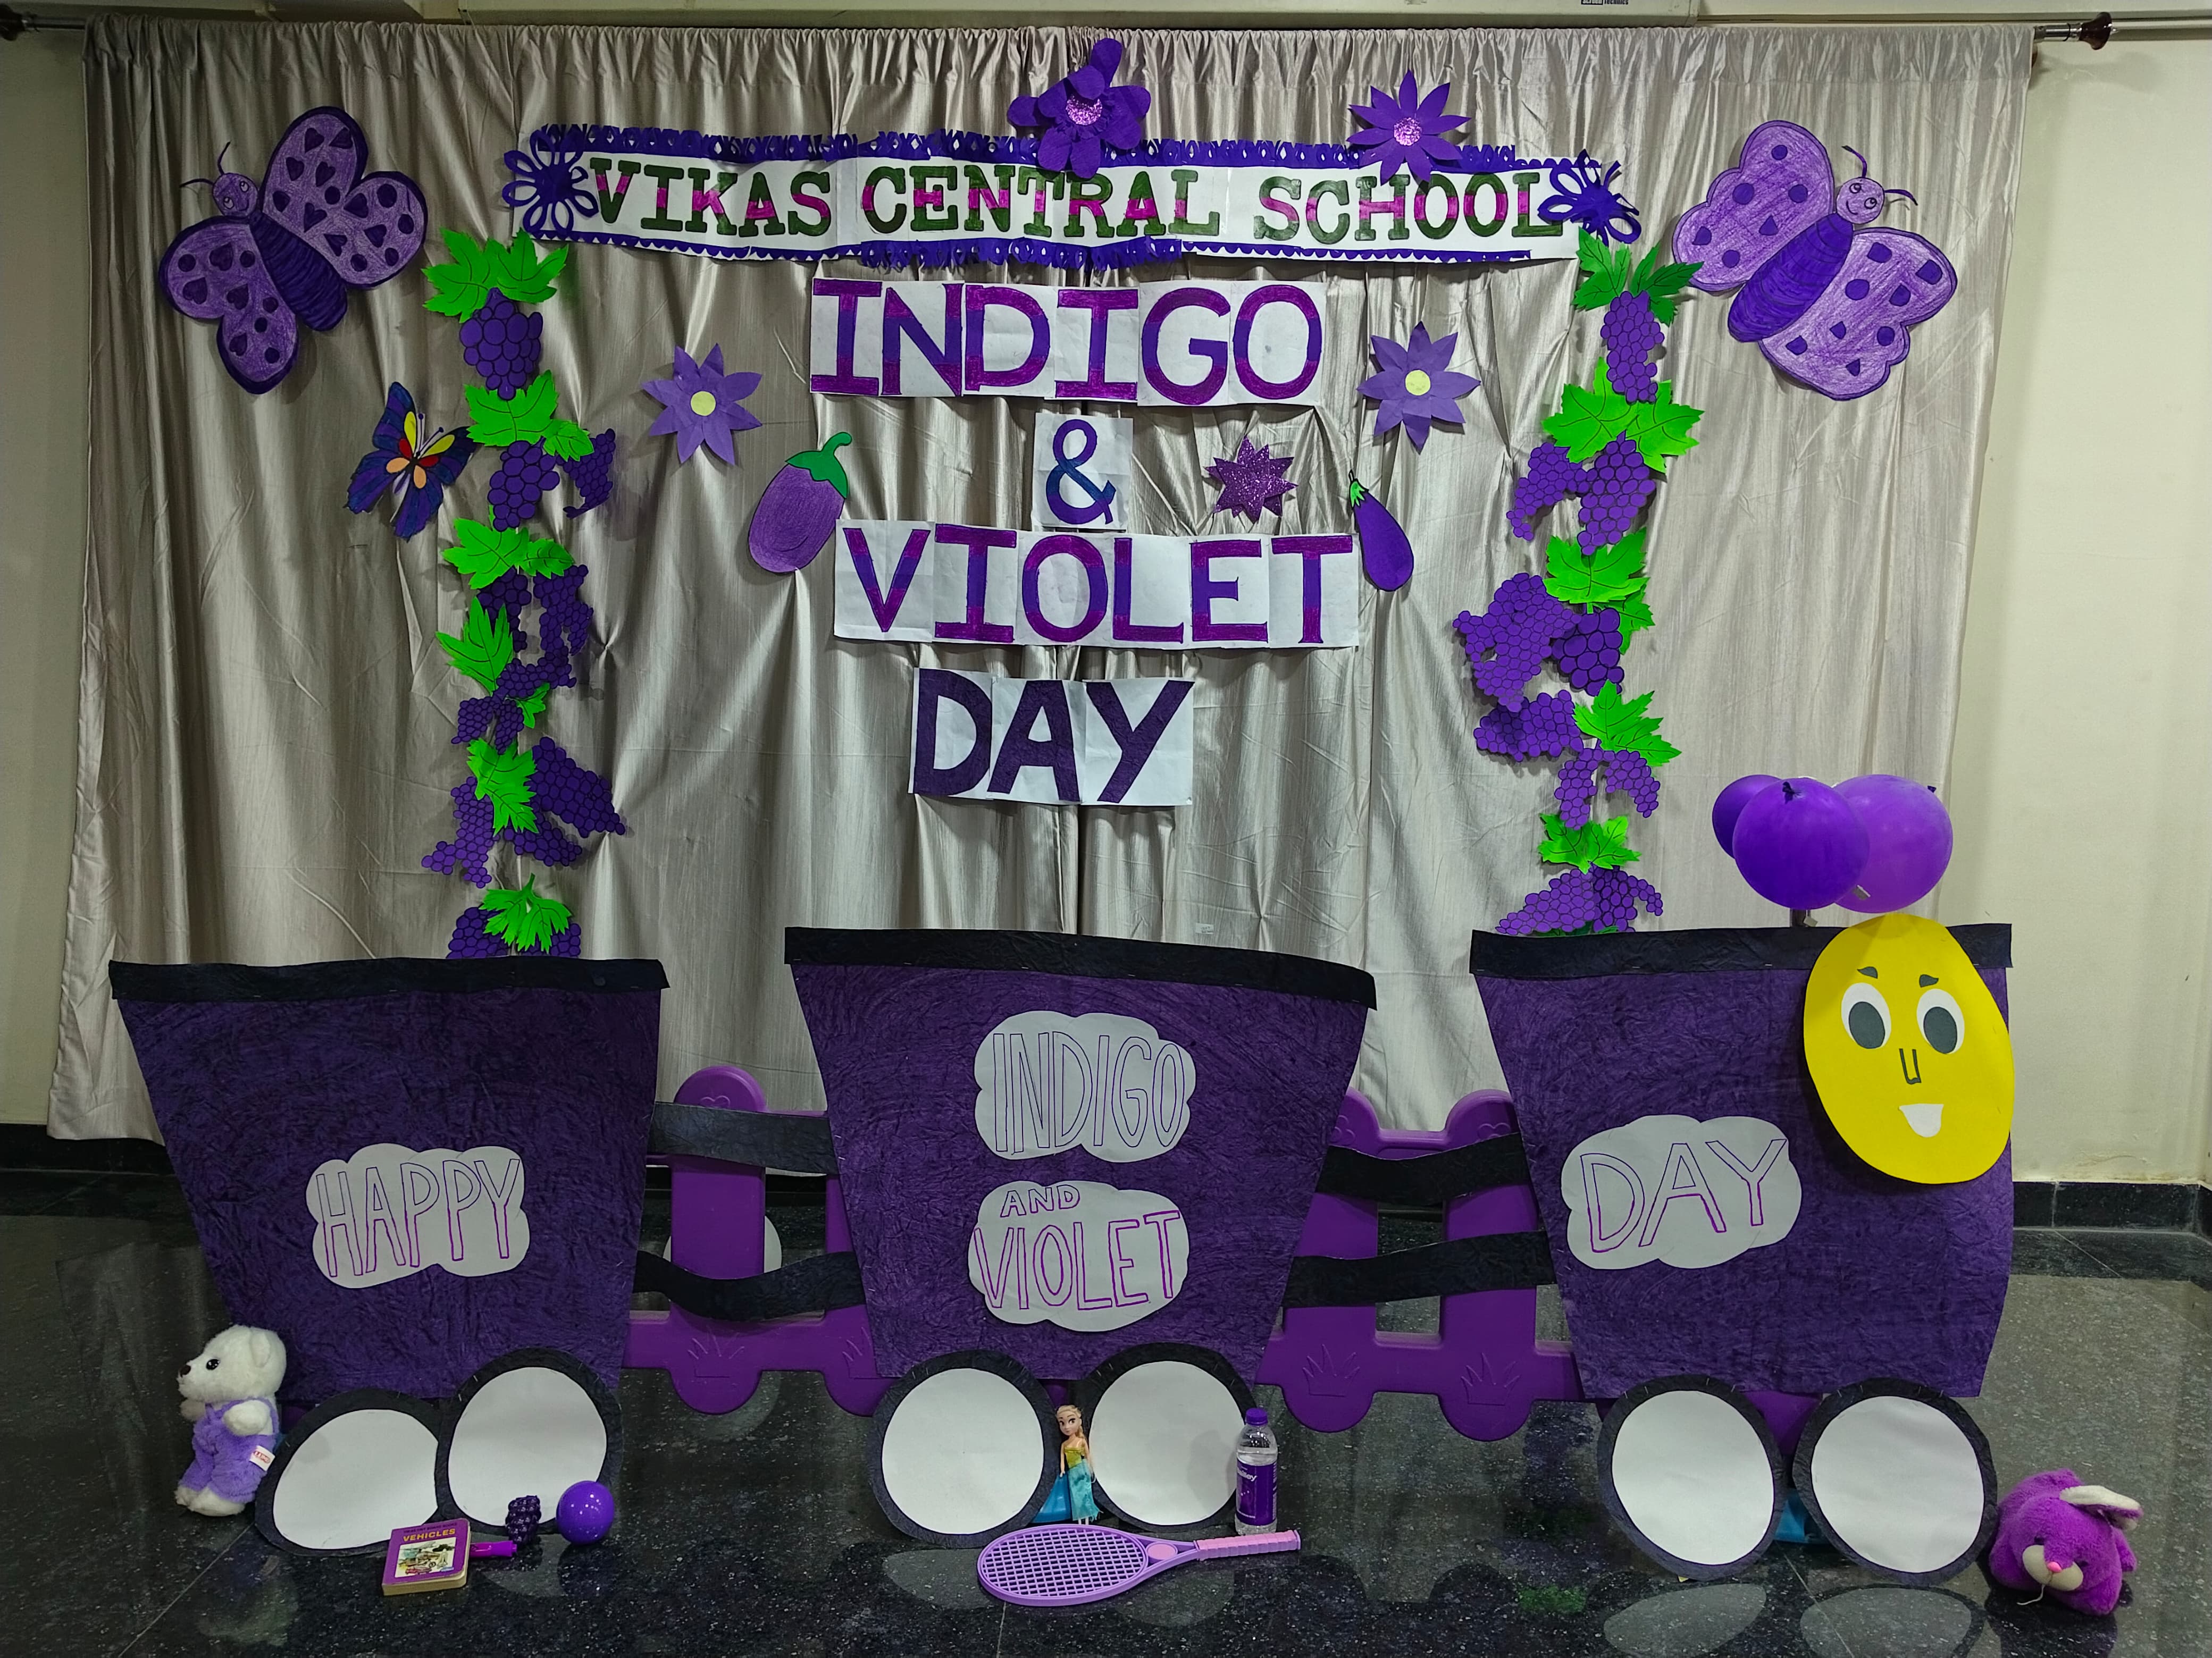 VIKAS CENTRAL SCHOOL
INDIGO
&
VIOLET
DAY
HAPPY
INDIGO
AND
VIOLET
DAY
VEHICLES